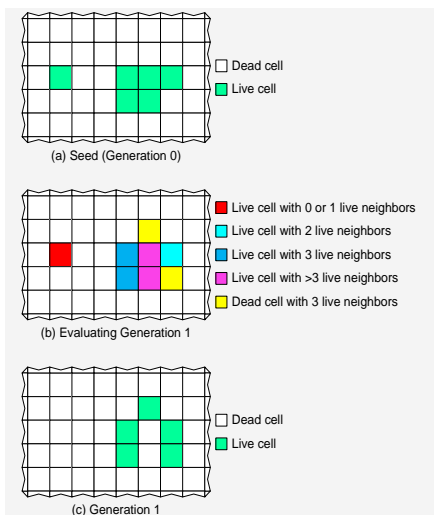 Dead cell
Live cell
(a) Seed (Generation 0)
Live cell with 0 or 1 live neighbors
Live cell with 2 live neighbors
Live cell with 3 live neighbors
Live cell with >3 live neighbors
Dead cell with 3 live neighbors
(b) Evaluating Generation 1
Dead cell
Live cell
(c) Generation 1